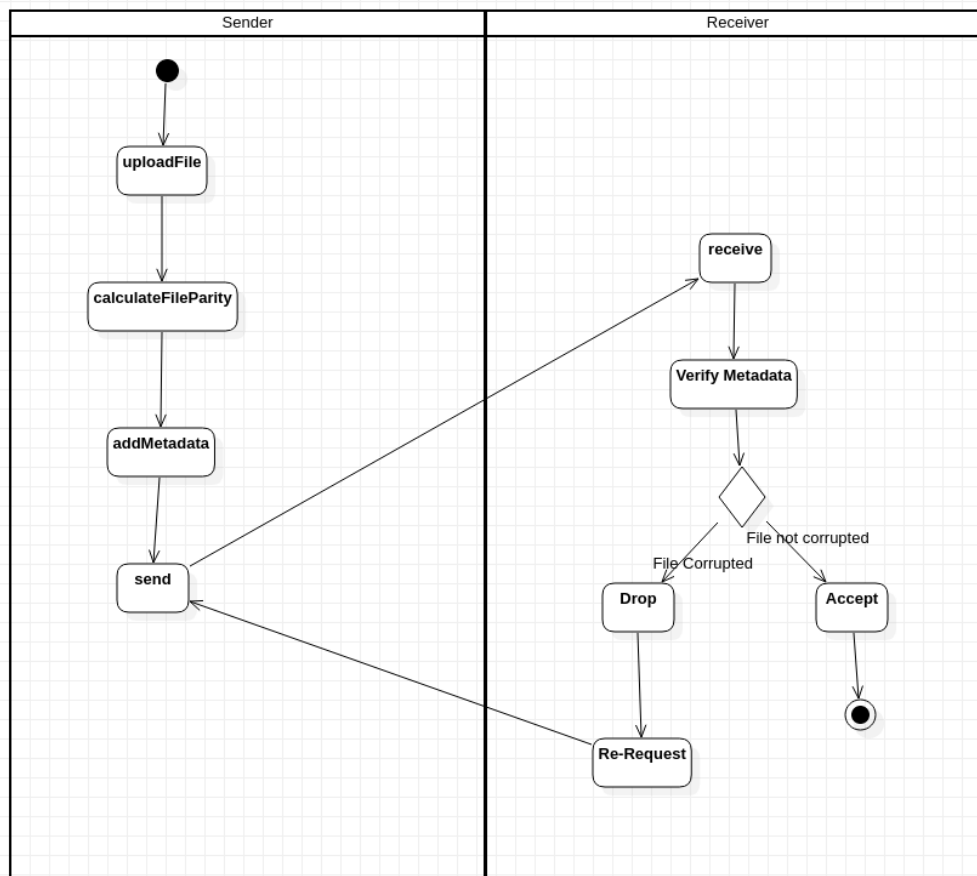 Sender
Receiver
uploadFile
calculateFileParity
addMetadata
send
receive
Verify Metadata
File not corrupted
File Corrupted
Drop
Accept
Re-Request